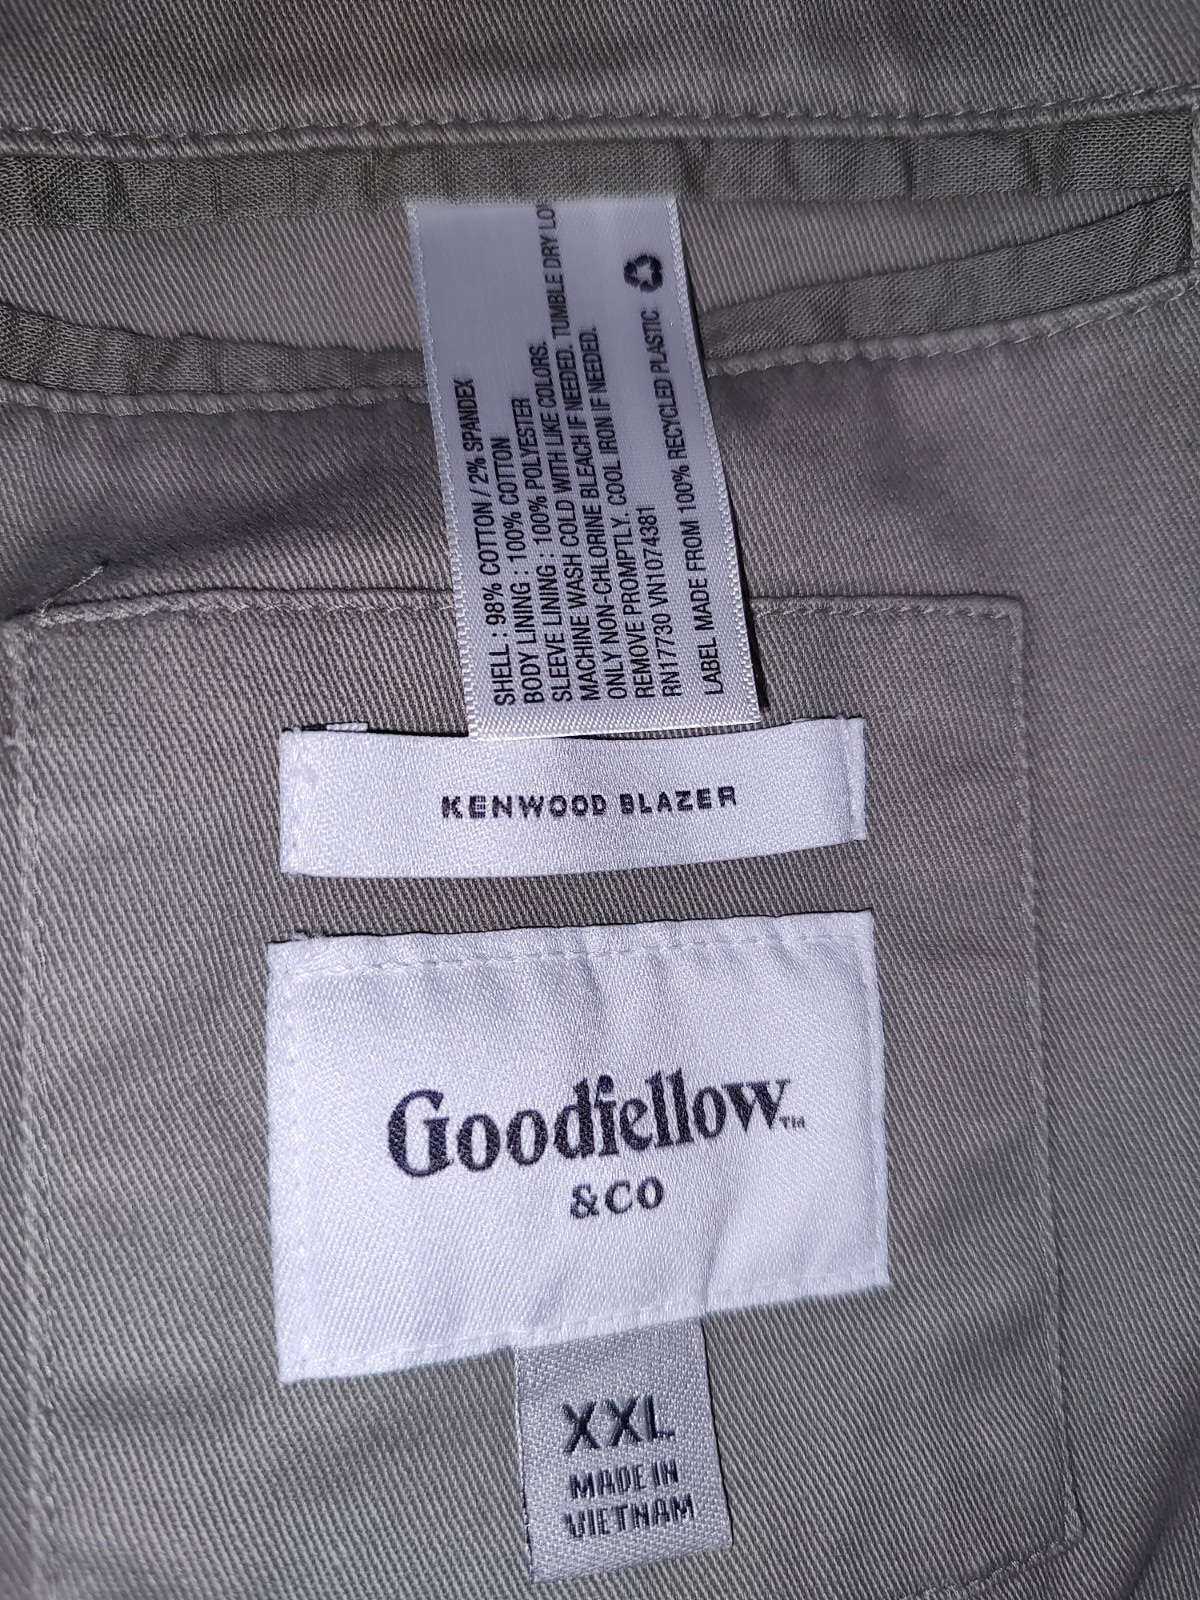 SHELL : 98% COTTON / 2% SPANDEX
BODY LINING : 100% COTTON
SLEEVE LINING : 100% POLYESTER
MACHINE WASH COLD WITH LIKE COLORS.
ONLY NON-CHLORINE BLEACH IF NEEDED. TUMBLE DRY LO
REMOVE PROMPTLY. COOL IRON IF NEEDED.
RN17730 VN1074381
LABEL MADE FROM 100% RECYCLED PLASTIC
KENWOOD BLAZER
Goodfellow™
&CO
XXL
MADE IN
VIETNAM